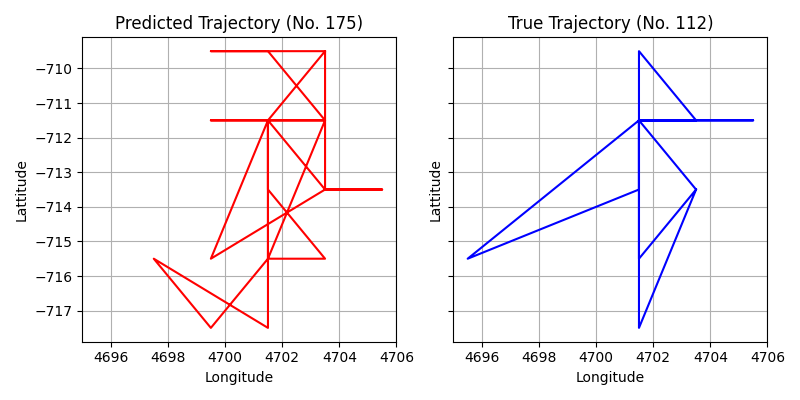 Predicted Trajectory (No. 175)
True Trajectory (No. 112)
−710
−711
−712
−713
−714
−715
−716
−717
Lattitude
Lattitude
4696 4698 4700 4702 4704 4706
4696 4698 4700 4702 4704 4706
Longitude
Longitude